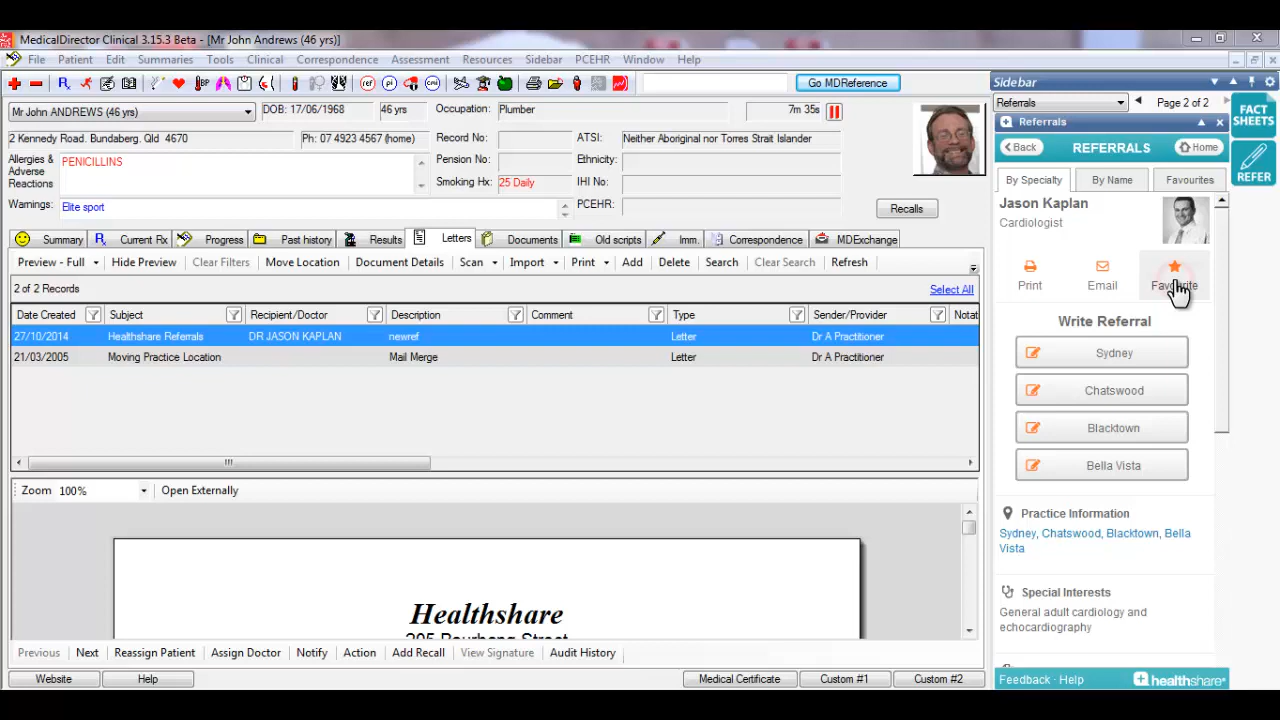 MedicalDirector Clinical 3.15.3 Beta - [Mr John Andrews (46 yrs)]
File Patient Edit Summaries Tools Clinical Correspondence Assessment Resources Sidebar PCEHR Window Help
Go MDReference
Mr John ANDREWS (46 yrs) DOB: 17/06/1968 46 yrs Occupation: Plumber 7m 35s
2 Kennedy Road. Bundaberg. Qld 4670 Ph: 07 4923 4567 (home) Record No: ATSI: Neither Aboriginal nor Torres Strait Islander
Allergies & Adverse Reactions PENICILLINS Pension No: Ethnicity:
Smoking Hx: 25 Daily IHI No:
Warnings: Elite sport PCEHR: Recalls
Summary Current Rx Progress Past history Results Letters Documents Old scripts Imm. Correspondence MDExchange
Preview - Full Hide Preview Clear Filters Move Location Document Details Scan Import Print Add Delete Search Clear Search Refresh
2 of 2 Records Select All
Date Created Subject Recipient/Doctor Description Comment Type Sender/Provider Notat
27/10/2014 Healthshare Referrals DR JASON KAPLAN newref Letter Dr A Practitioner
21/03/2005 Moving Practice Location Mail Merge Letter Dr A Practitioner
Zoom 100% Open Externally
Healthshare
Previous Next Reassign Patient Assign Doctor Notify Action Add Recall View Signature Audit History
Website Help Medical Certificate Custom #1 Custom #2
Sidebar
Referrals Page 2 of 2
Referrals
Back REFERRALS Home
By Specialty By Name Favourites
Jason Kaplan
Cardiologist
Print Email Favourite
Write Referral
Sydney
Chatswood
Blacktown
Bella Vista
Practice Information
Sydney, Chatswood, Blacktown, Bella
Vista
Special Interests
General adult cardiology and
echocardiography
Feedback · Help healthshare
FACT
SHEETS
REFER